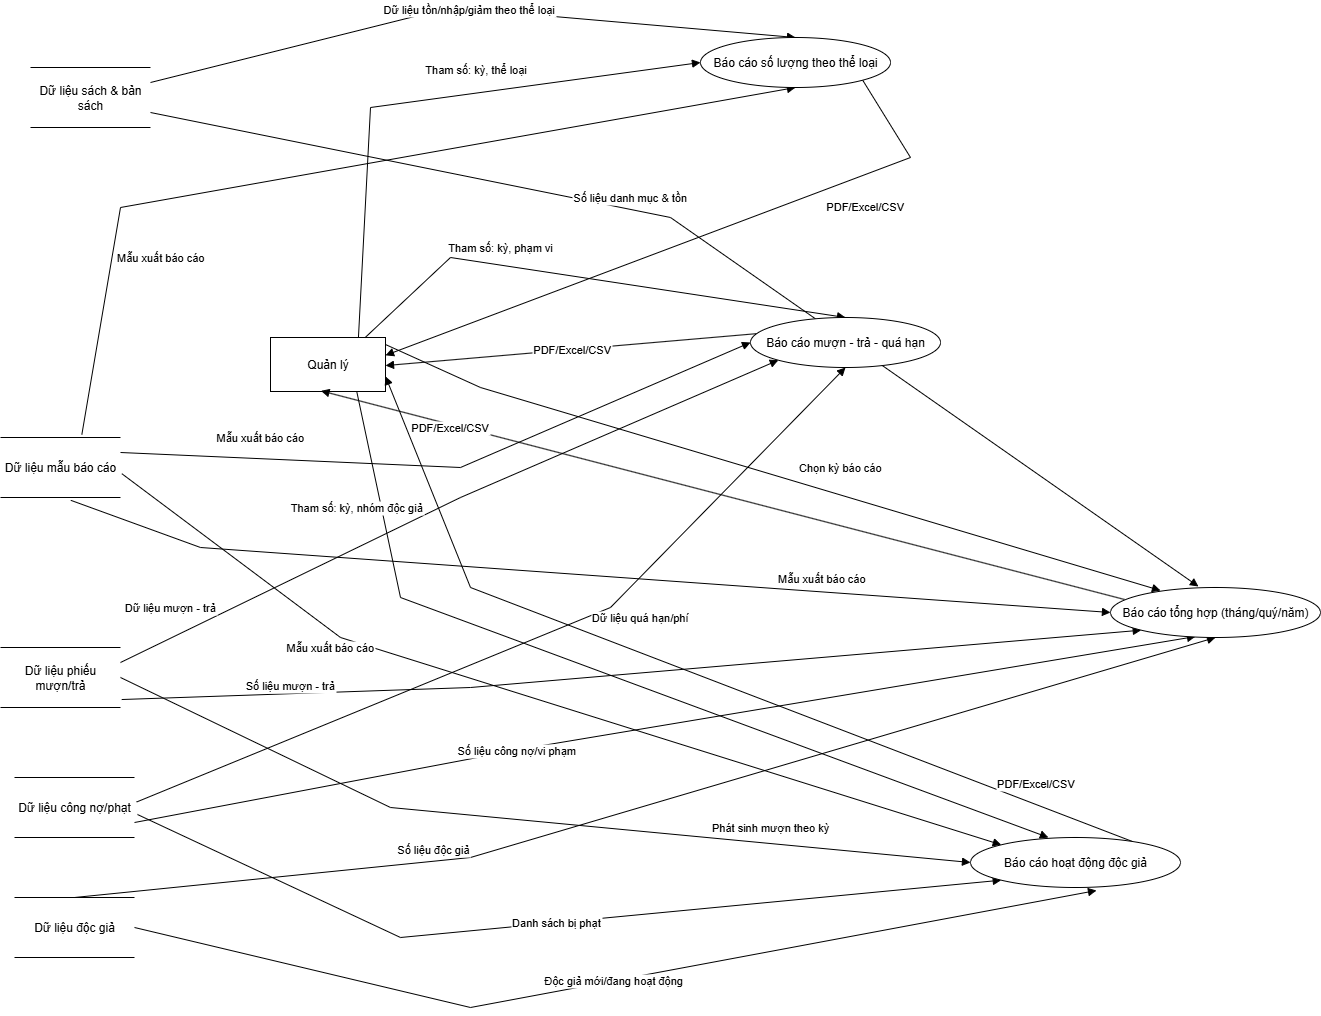 Dữ liệu tồn/nhập/giảm theo thể loại
Báo cáo số lượng theo thể loại
Tham số: kỳ, thể loại
Dữ liệu sách & bản
sách
Số liệu danh mục & tồn
PDF/Excel/CSV
Mẫu xuất báo cáo
Tham số: kỳ, phạm vi
Báo cáo mượn - trả - quá hạn
PDF/Excel/CSV
Quản lý
PDF/Excel/CSV
Mẫu xuất báo cáo
Dữ liệu mẫu báo cáo
Chọn kỳ báo cáo
Tham số: kỳ, nhóm độc giả
Mẫu xuất báo cáo
Dữ liệu mượn - trả
Dữ liệu quá hạn/phí
Báo cáo tổng hợp (tháng/quý/năm)
Mẫu xuất báo cáo
Dữ liệu phiếu
mượn/trả
Số liệu mượn - trả
Số liệu công nợ/vi phạm
PDF/Excel/CSV
Dữ liệu công nợ/phạt
Phát sinh mượn theo kỳ
Số liệu độc giả
Báo cáo hoạt động độc giả
Danh sách bị phạt
Dữ liệu độc giả
Độc giả mới/đang hoạt động